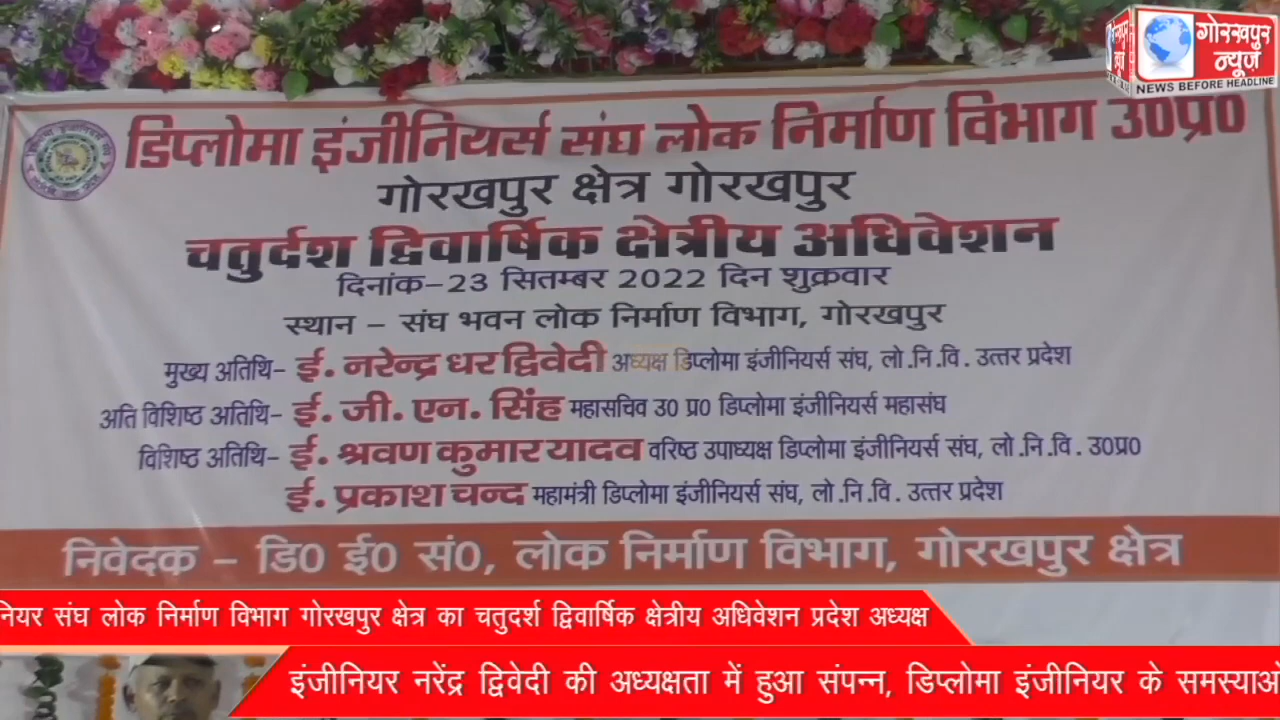 गोरखपुर
न्यूज़
NEWS BEFORE HEADLINE
डिप्लोमा इंजीनियर्स संघ लोक निर्माण विभाग उ0प्र0
गोरखपुर क्षेत्र गोरखपुर
चतुर्दश द्विवार्षिक क्षेत्रीय अधिवेशन
दिनांक-23 सितम्बर 2022 दिन शुक्रवार
स्थान - संघ भवन लोक निर्माण विभाग, गोरखपुर
मुख्य अतिथि- ई. नरेन्द्र धर द्विवेदी अध्यक्ष डिप्लोमा इंजीनियर्स संघ, लो.नि.वि. उत्तर प्रदेश
अति विशिष्ठ अतिथि- ई. जी. एन. सिंह महासचिव उ0 प्र0 डिप्लोमा इंजीनियर्स महासंघ
विशिष्ठ अतिथि- ई. श्रवण कुमार यादव वरिष्ठ उपाध्यक्ष डिप्लोमा इंजीनियर्स संघ, लो.नि.वि. उ0प्र0
ई. प्रकाश चन्द महामंत्री डिप्लोमा इंजीनियर्स संघ, लो.नि.वि. उत्तर प्रदेश
निवेदक - डि0 ई0 सं0, लोक निर्माण विभाग, गोरखपुर क्षेत्र
नियर संघ लोक निर्माण विभाग गोरखपुर क्षेत्र का चतुदर्श द्विवार्षिक क्षेत्रीय अधिवेशन प्रदेश अध्यक्ष
इंजीनियर नरेंद्र द्विवेदी की अध्यक्षता में हुआ संपन्न, डिप्लोमा इंजीनियर के समस्याओ